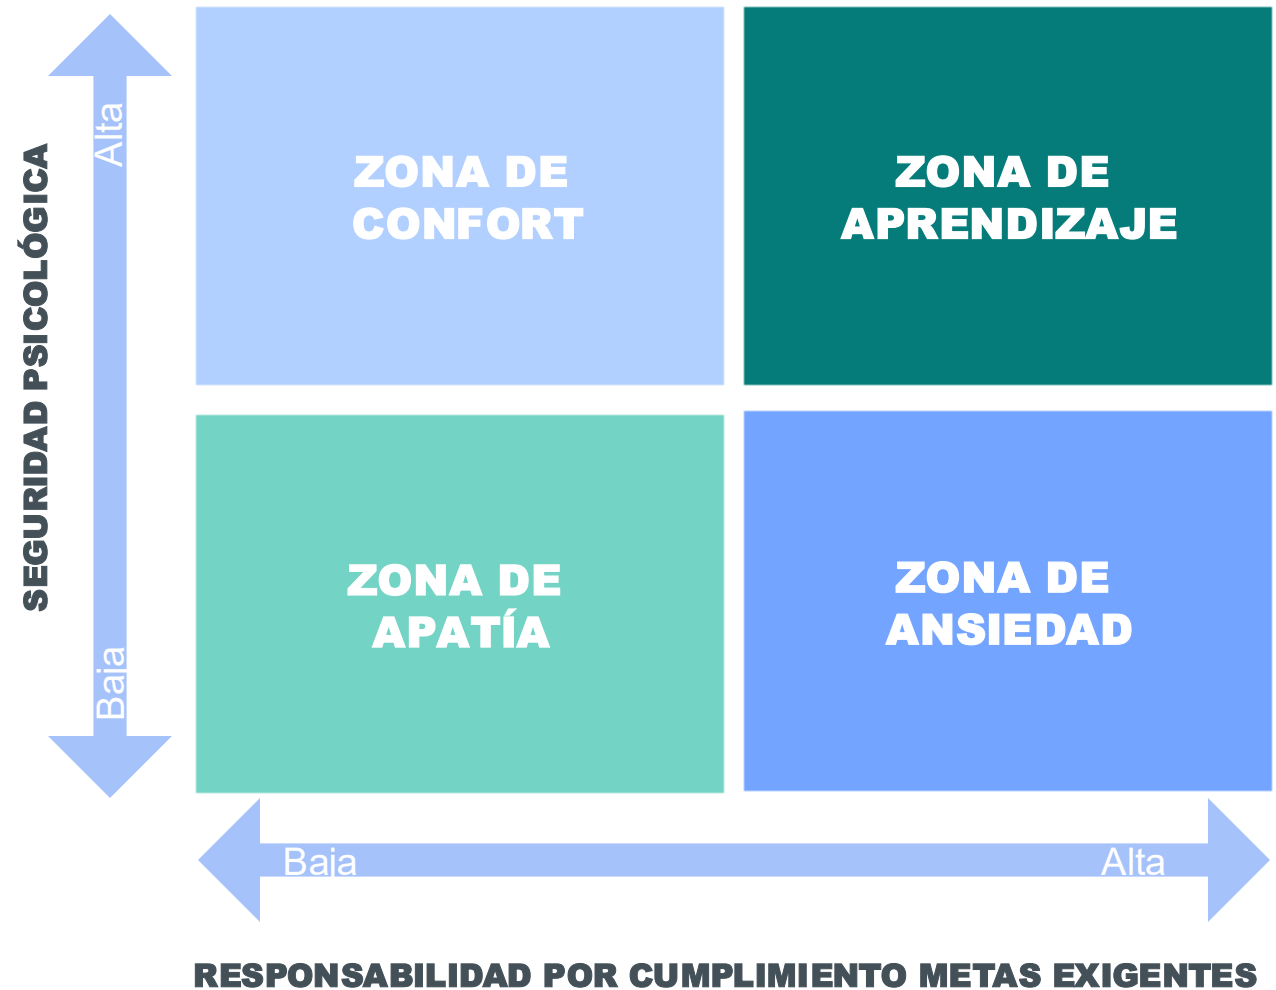 SEGURIDAD PSICOLÓGICA
Alta
Baja
ZONA DE
CONFORT
ZONA DE
APRENDIZAJE
ZONA DE
APATÍA
ZONA DE
ANSIEDAD
Baja
Alta
RESPONSABILIDAD POR CUMPLIMIENTO METAS EXIGENTES